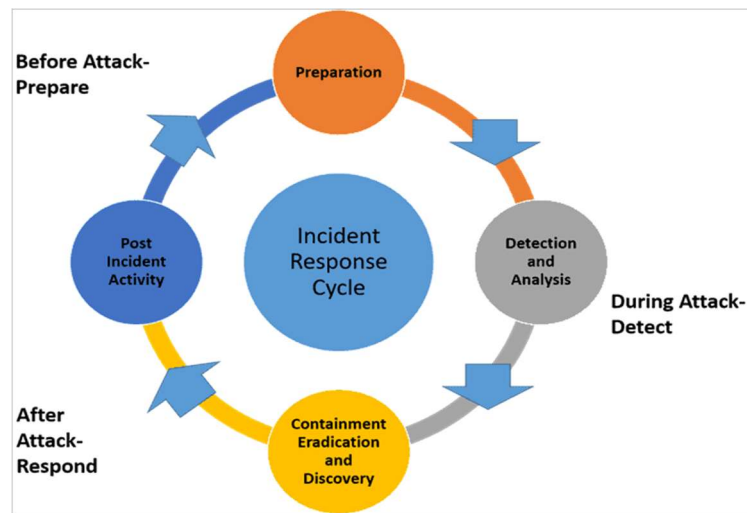 Before Attack-
Prepare
Preparation
Incident
Response
Cycle
Post
Incident
Activity
Detection
and
Analysis
During Attack-
Detect
After
Attack-
Respond
Containment
Eradication
and
Discovery